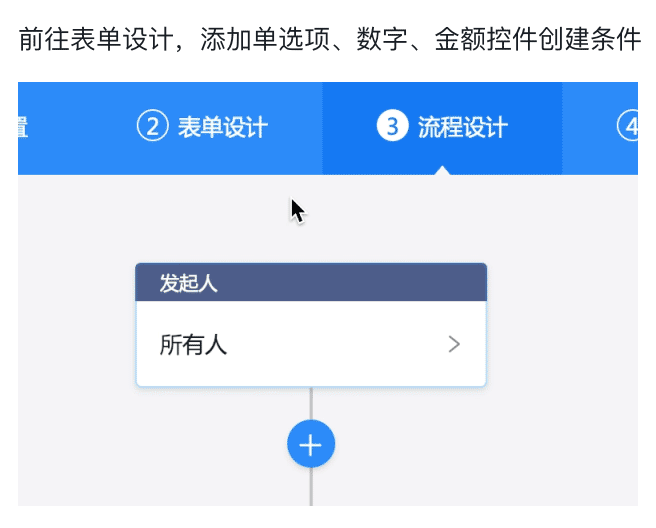 前往表单设计，添加单选项、数字、金额控件创建条件
置 ② 表单设计 ③ 流程设计 ④
发起人
所有人